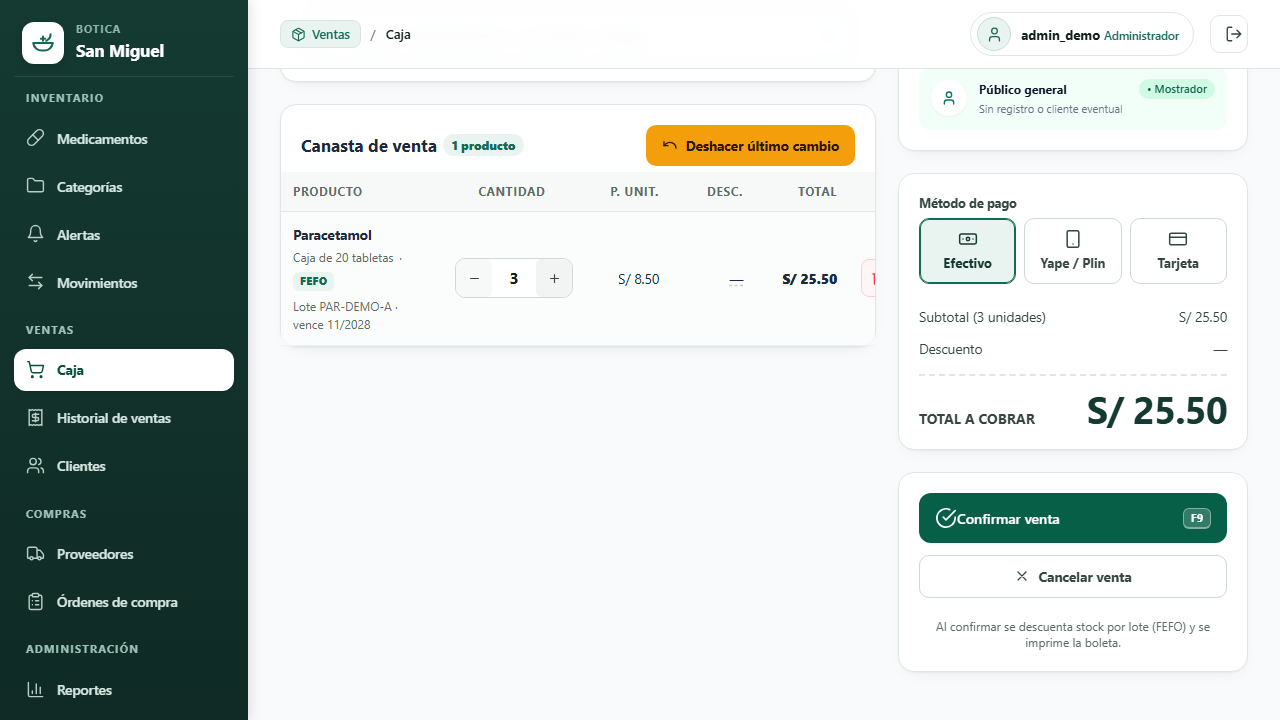 BOTICA
San Miguel
INVENTARIO
Medicamentos
Categorías
Alertas
Movimientos
VENTAS
Caja
Historial de ventas
Clientes
COMPRAS
Proveedores
Órdenes de compra
ADMINISTRACIÓN
Reportes
Ventas / Caja
admin_demo Administrador
Canasta de venta 1 producto
Deshacer último cambio
PRODUCTO CANTIDAD P. UNIT. DESC. TOTAL
Paracetamol
Caja de 20 tabletas ·
FEFO
Lote PAR-DEMO-A ·
vence 11/2028
− 3 + S/ 8.50 — S/ 25.50
Público general
• Mostrador
Sin registro o cliente eventual
Método de pago
Efectivo
Yape / Plin
Tarjeta
Subtotal (3 unidades) S/ 25.50
Descuento —
TOTAL A COBRAR S/ 25.50
Confirmar venta F9
Cancelar venta
Al confirmar se descuenta stock por lote (FEFO) y se
imprime la boleta.